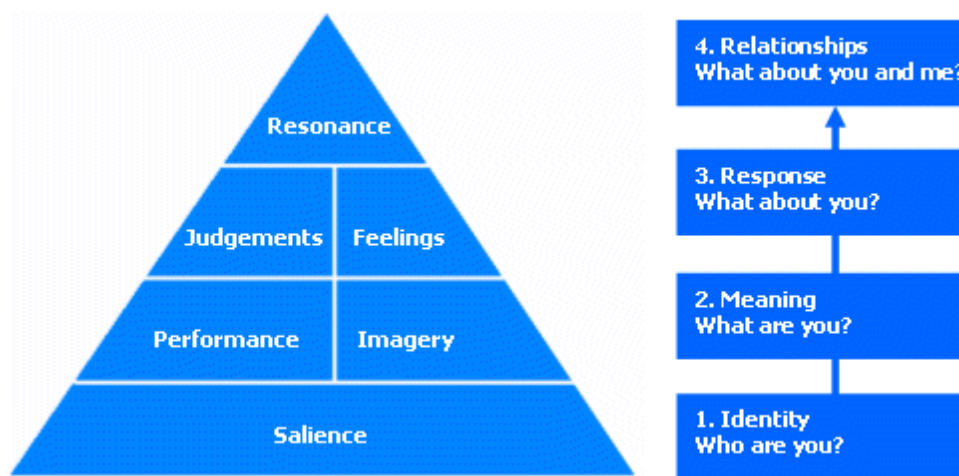 Resonance
Judgements
Feelings
Performance
Imagery
Salience
4. Relationships
What about you and me?
3. Response
What about you?
2. Meaning
What are you?
1. Identity
Who are you?